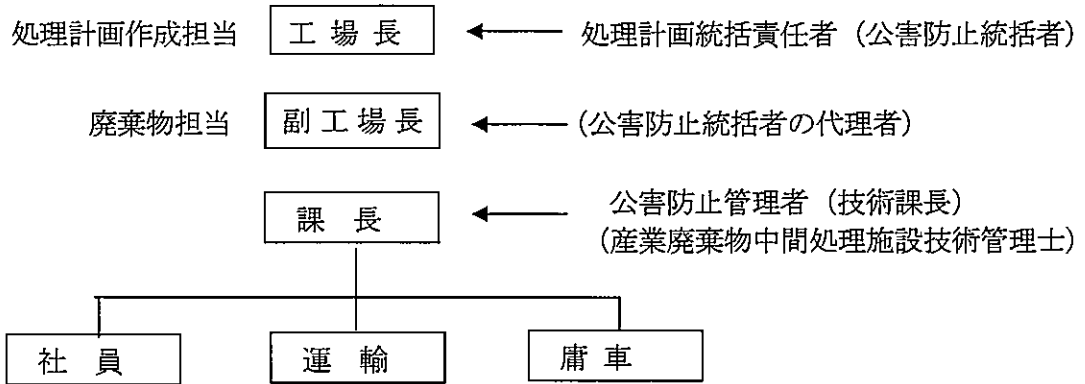 処理計画作成担当 工場長 処理計画統括責任者（公害防止統括者）
廃棄物担当 副工場長 （公害防止統括者の代理者）
課長 公害防止管理者（技術課長）
（産業廃棄物中間処理施設技術管理士）
社員 運輸 庸車